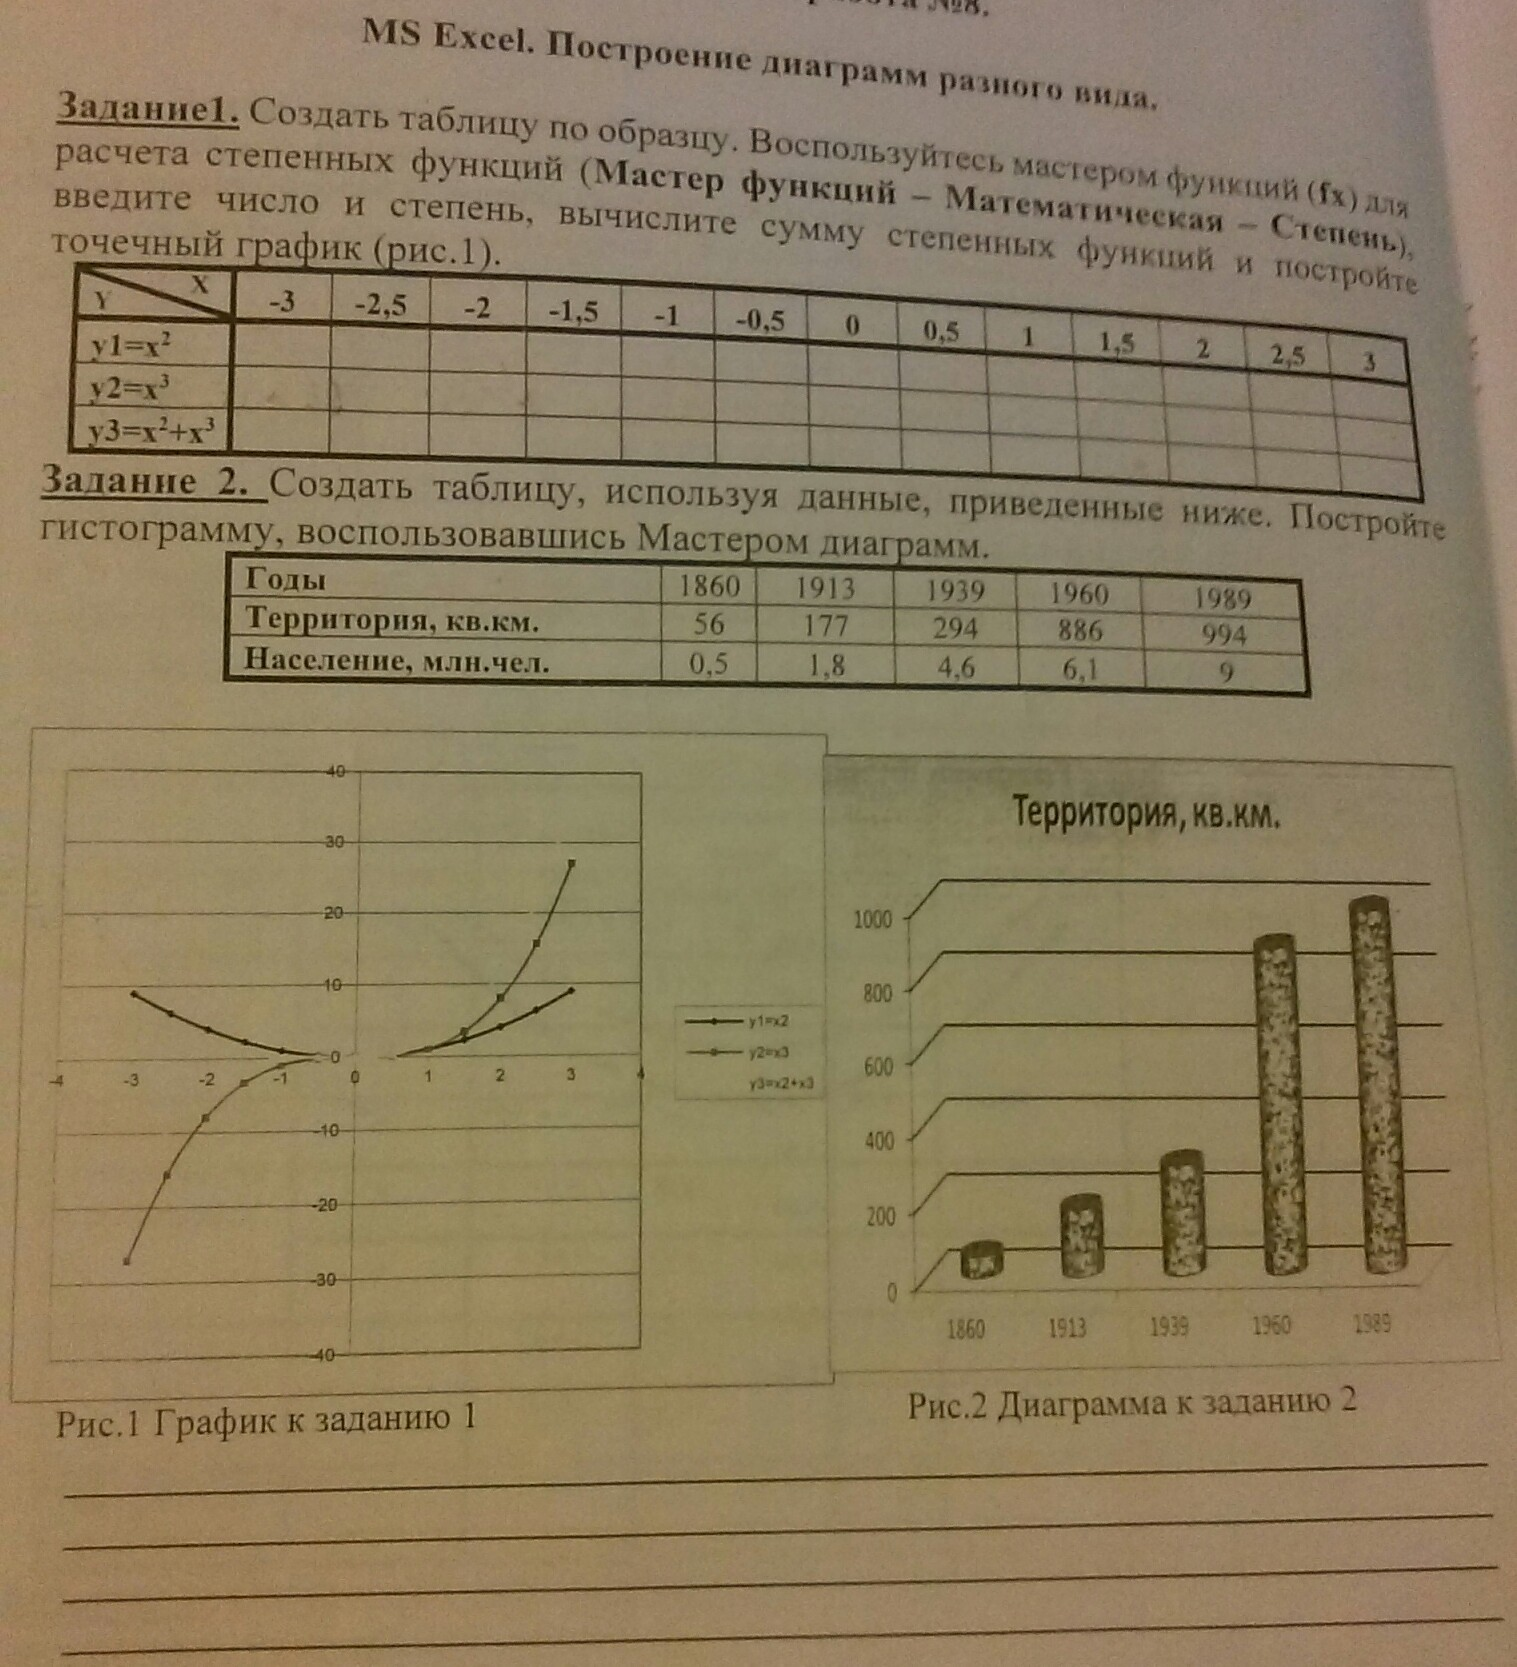 №8.
MS Excel. Построение диаграмм разного вида.
Задание1. Создать таблицу по образцу. Воспользуйтесь мастером функций (fx) для
расчета степенных функций (Мастер функций – Математическая – Степень),
введите число и степень, вычислите сумму степенных функций и постройте
точечный график (рис.1).
Y X -3 -2,5 -2 -1,5 -1 -0,5 0 0,5 1 1,5 2 2,5 3
y1=x²
y2=x³
y3=x²+x³
Задание 2. Создать таблицу, используя данные, приведенные ниже. Постройте
гистограмму, воспользовавшись Мастером диаграмм.
Годы 1860 1913 1939 1960 1989
Территория, кв.км. 56 177 294 886 994
Население, млн.чел. 0,5 1,8 4,6 6,1 9
40
30
20
10
0
-4 -3 -2 -1 0 1 2 3 4
-10
-20
-30
-40
y1=x2
y2=x3
y3=x2+x3
Территория, кв.км.
1000
800
600
400
200
0
1860 1913 1939 1960 1989
Рис.1 График к заданию 1
Рис.2 Диаграмма к заданию 2